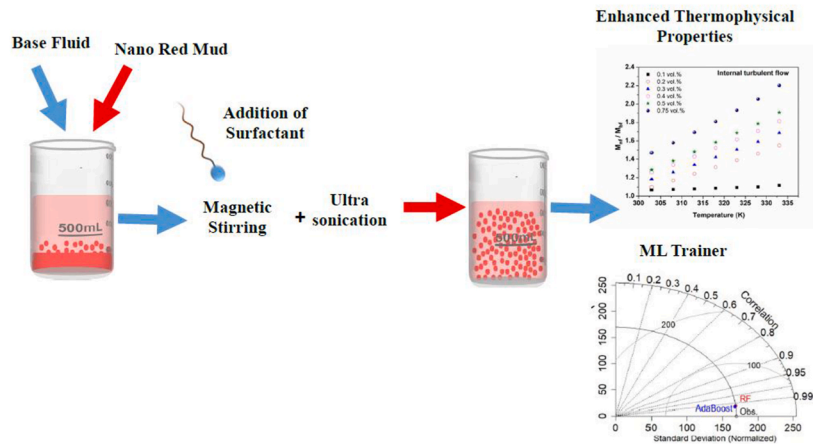 Base Fluid
Nano Red Mud
Addition of
Surfactant
500mL
Magnetic
Stirring
+
Ultra
sonication
500mL
Enhanced Thermophysical
Properties
Internal turbulent flow
0.1 vol.%
0.2 vol.%
0.3 vol.%
0.4 vol.%
0.5 vol.%
0.75 vol.%
2.4
2.2
2.0
1.8
1.6
1.4
1.2
1.0
300 305 310 315 320 325 330 335
Temperature (K)
ML Trainer
250
200
150
100
50
0
0.1 0.2 0.3 0.4 0.5 0.6 0.7 0.8 0.9 0.95 0.99
Correlation
200
100
RF
AdaBoost
Obs.
0 50 100 150 200 250
Standard Deviation (Normalized)